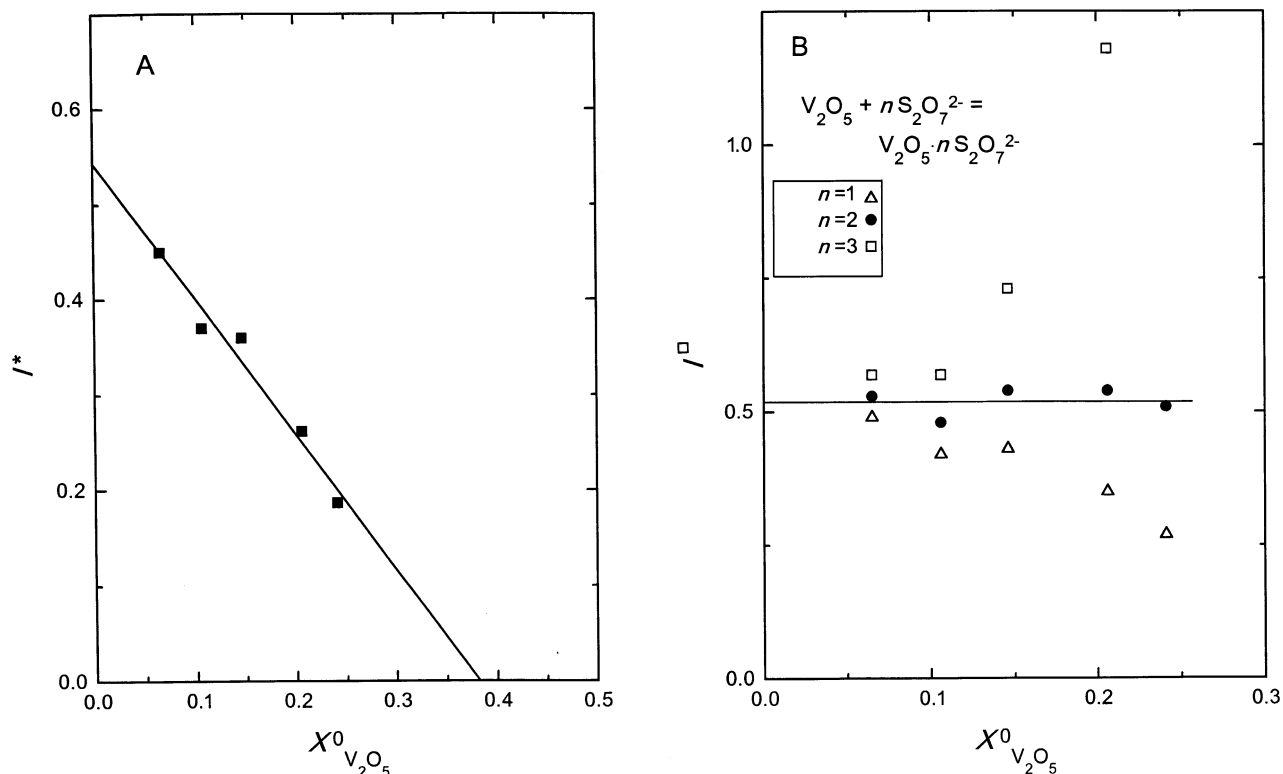 A
0.6
0.4
0.2
0.0
I*
0.0 0.1 0.2 0.3 0.4 0.5
X⁰V₂O₅
B
V₂O₅ + nS₂O₇²⁻ =
V₂O₅·nS₂O₇²⁻
n=1
n=2
n=3
1.0
0.5
0.0
I□
0.0 0.1 0.2 0.3
X⁰V₂O₅